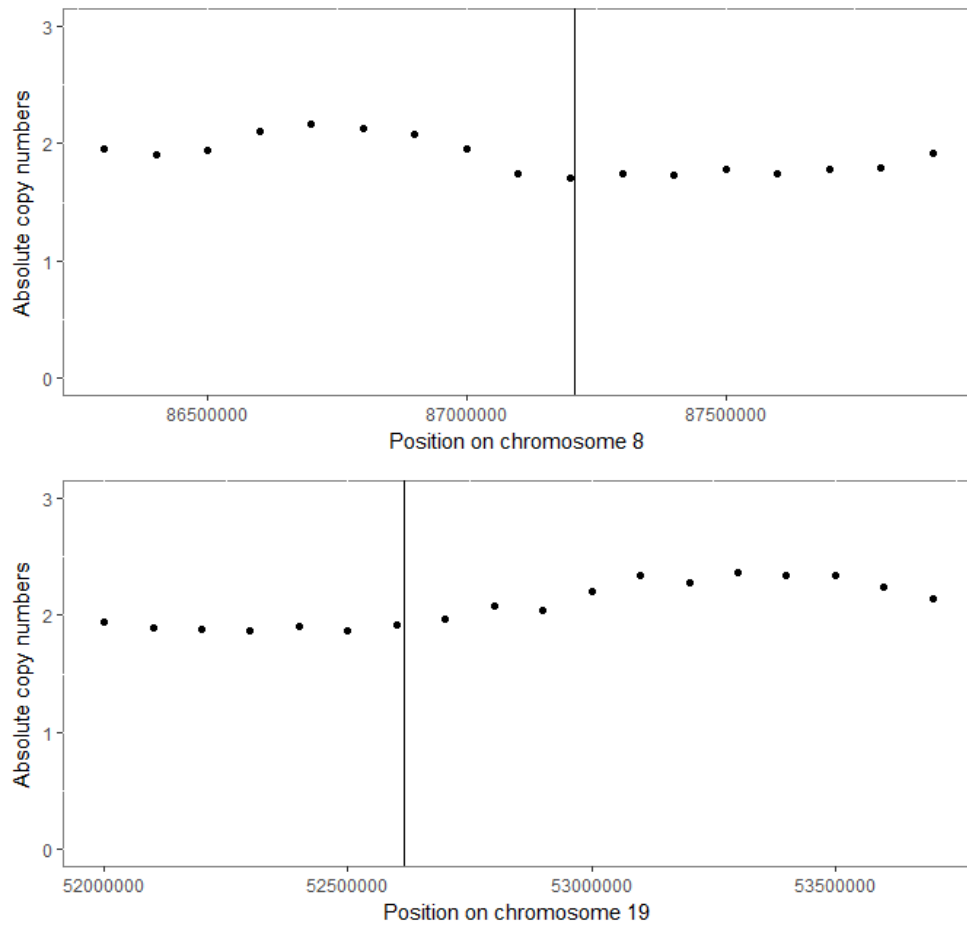 3
2
1
0
Absolute copy numbers
86500000 87000000 87500000
Position on chromosome 8
3
2
1
0
Absolute copy numbers
52000000 52500000 53000000 53500000
Position on chromosome 19